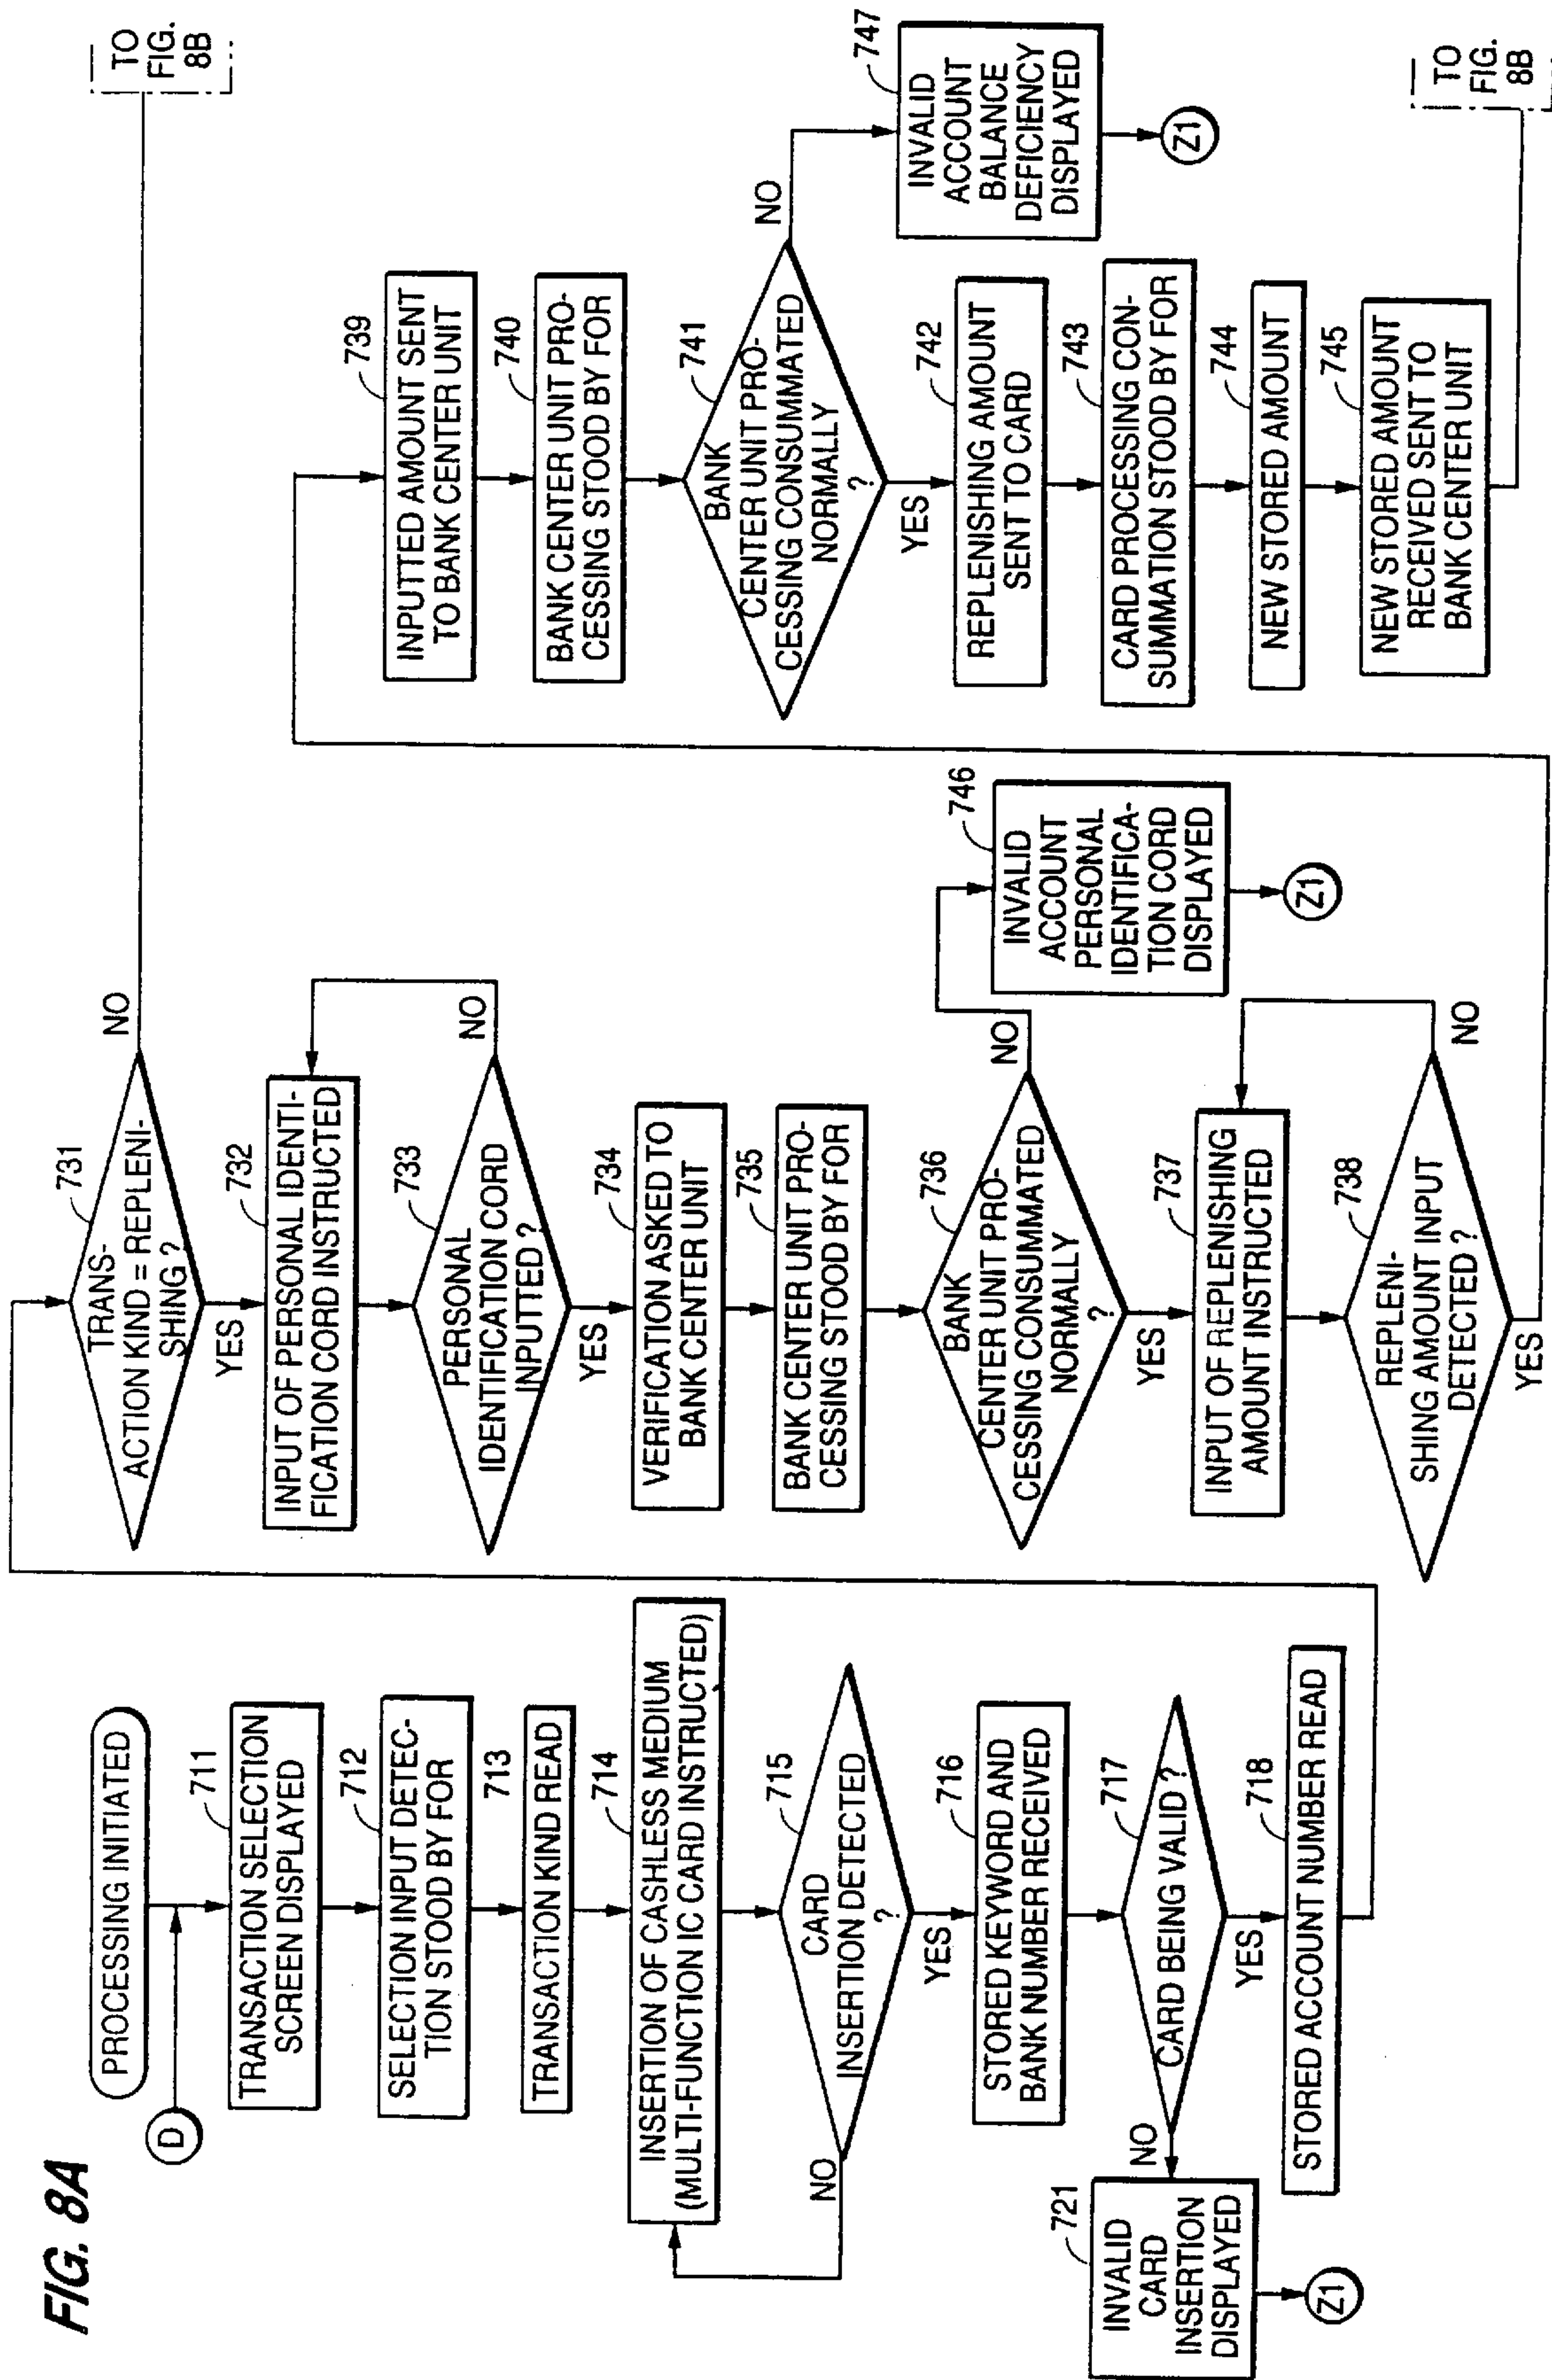 FIG. 8A
PROCESSING INITIATED
D
711
TRANSACTION SELECTION
SCREEN DISPLAYED
712
SELECTION INPUT DETEC-
TION STOOD BY FOR
713
TRANSACTION KIND READ
714
INSERTION OF CASHLESS MEDIUM
(MULTI-FUNCTION IC CARD INSTRUCTED)
715
CARD
INSERTION DETECTED
?
NO
YES
716
STORED KEYWORD AND
BANK NUMBER RECEIVED
717
CARD BEING VALID ?
NO
YES
721
INVALID
CARD
INSERTION
DISPLAYED
Z1
718
STORED ACCOUNT NUMBER READ
731
TRANS-
ACTION KIND = REPLENI-
SHING ?
NO
TO
FIG.
8B
YES
732
INPUT OF PERSONAL IDENTI-
FICATION CORD INSTRUCTED
733
PERSONAL
IDENTIFICATION CORD
INPUTTED ?
NO
YES
734
VERIFICATION ASKED TO
BANK CENTER UNIT
735
BANK CENTER UNIT PRO-
CESSING STOOD BY FOR
736
BANK
CENTER UNIT PRO-
CESSING CONSUMMATED
NORMALLY
?
NO
YES
746
INVALID
ACCOUNT
PERSONAL
IDENTIFICA-
TION CORD
DISPLAYED
Z1
737
INPUT OF REPLENISHING
AMOUNT INSTRUCTED
738
REPLENI-
SHING AMOUNT INPUT
DETECTED ?
NO
YES
739
INPUTTED AMOUNT SENT
TO BANK CENTER UNIT
740
BANK CENTER UNIT PRO-
CESSING STOOD BY FOR
741
BANK
CENTER UNIT PRO-
CESSING CONSUMMATED
NORMALLY
?
NO
YES
747
INVALID
ACCOUNT
BALANCE
DEFICIENCY
DISPLAYED
Z1
742
REPLENISHING AMOUNT
SENT TO CARD
743
CARD PROCESSING CON-
SUMMATION STOOD BY FOR
744
NEW STORED AMOUNT
745
NEW STORED AMOUNT
RECEIVED SENT TO
BANK CENTER UNIT
TO
FIG.
8B